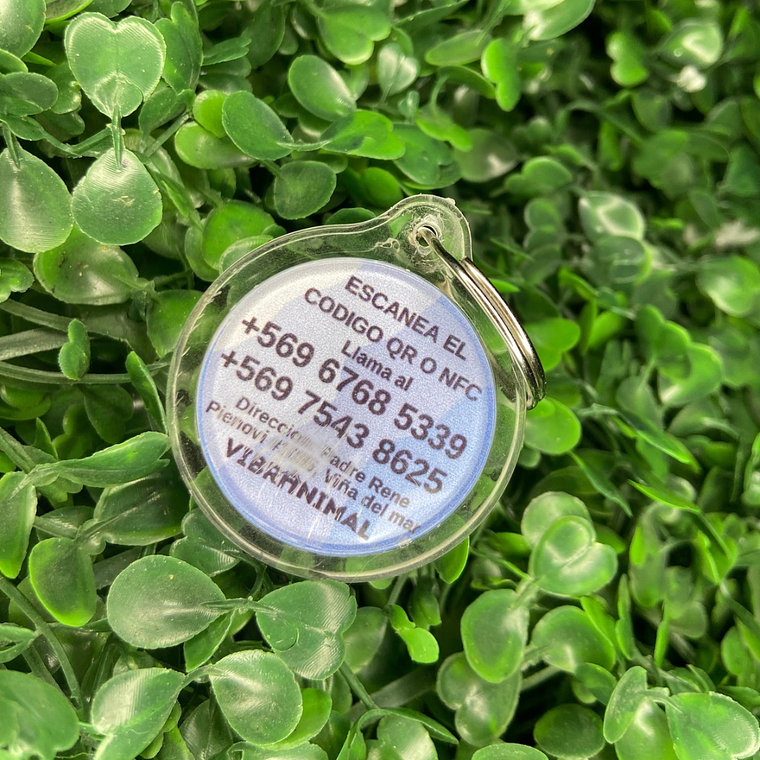 ESCANEA EL
CODIGO QR O NFC
Llama al
+569 6768 5339
+569 7543 8625
Dirección Padre Rene
Pienovi Viña del mar
VIBRANIMAL